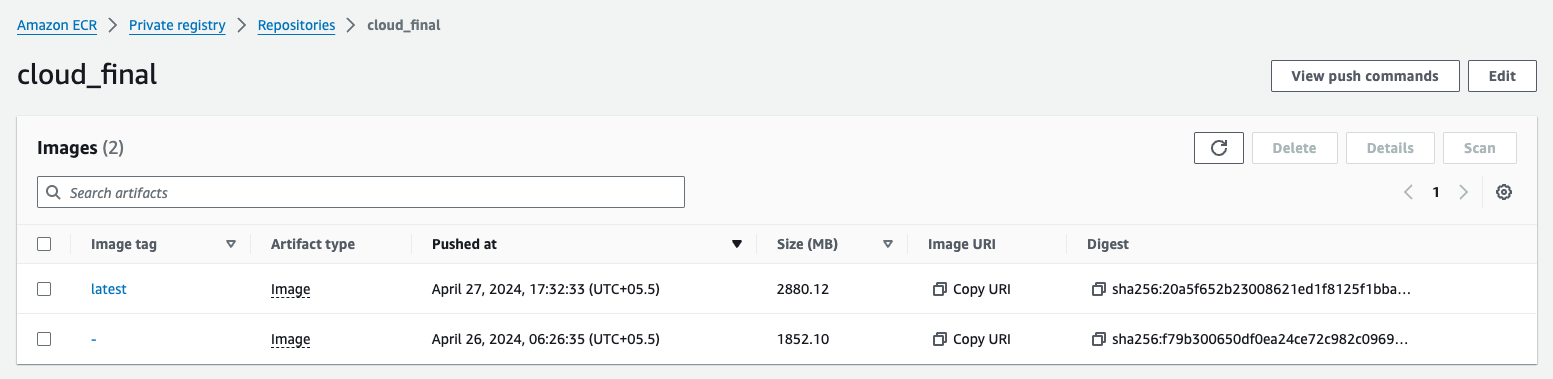 Amazon ECR > Private registry > Repositories > cloud_final
cloud_final
View push commands Edit
Images (2)
Delete Details Scan
Search artifacts
1
Image tag Artifact type Pushed at Size (MB) Image URI Digest
latest Image April 27, 2024, 17:32:33 (UTC+05.5) 2880.12 Copy URI sha256:20a5f652b23008621ed1f8125f1bba...
- Image April 26, 2024, 06:26:35 (UTC+05.5) 1852.10 Copy URI sha256:f79b300650df0ea24ce72c982c0969...